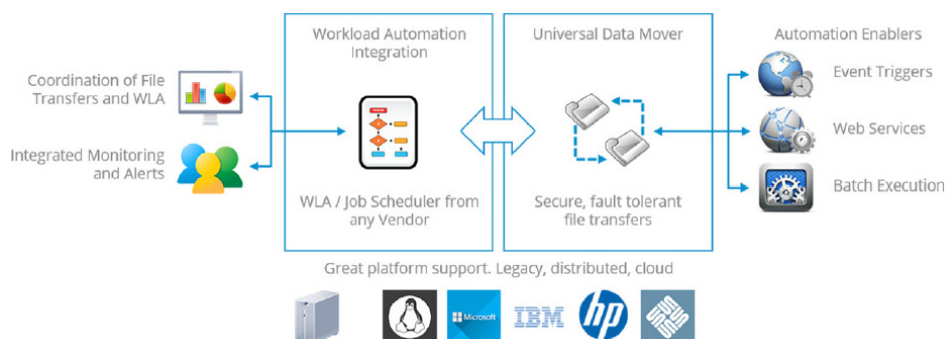 Workload Automation
Integration
Universal Data Mover
Automation Enablers
Coordination of File
Transfers and WLA
Integrated Monitoring
and Alerts
WLA / Job Scheduler from
any Vendor
Secure, fault tolerant
file transfers
Event Triggers
Web Services
Batch Execution
Great platform support. Legacy, distributed, cloud
Microsoft
IBM
hp